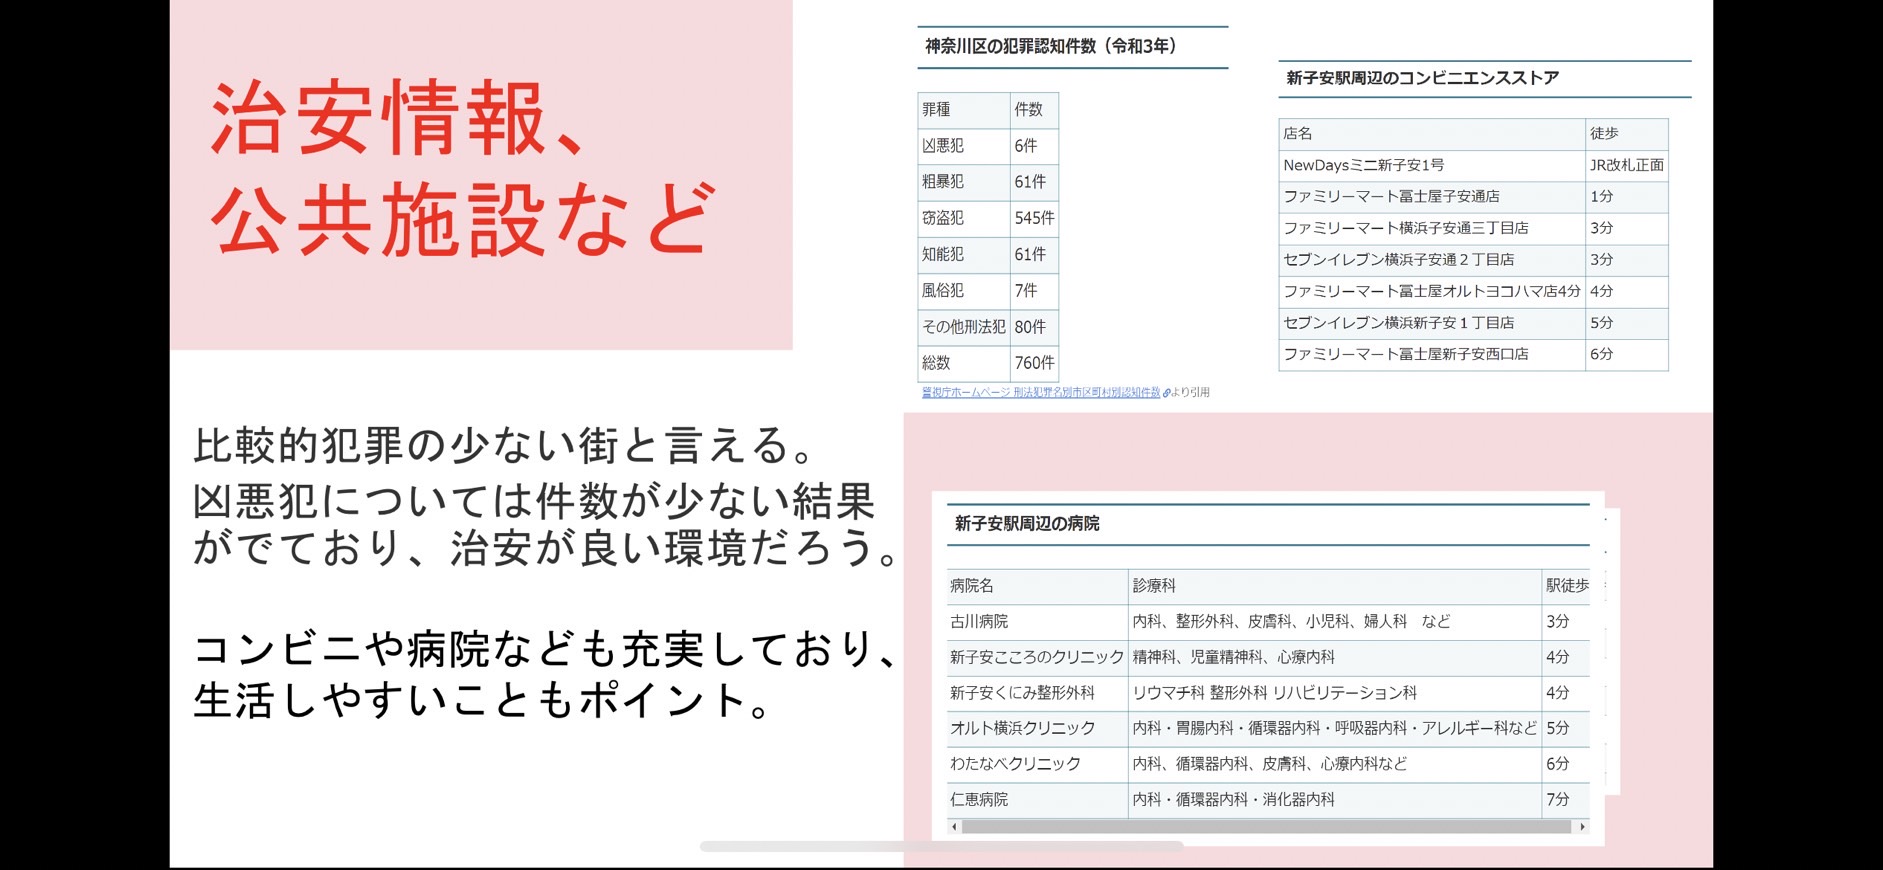 治安情報、
公共施設など
比較的犯罪の少ない街と言える。
凶悪犯については件数が少ない結果
がでており、治安が良い環境だろう。
コンビニや病院なども充実しており、
生活しやすいこともポイント。
神奈川区の犯罪認知件数（令和3年）
罪種 件数
凶悪犯 6件
粗暴犯 61件
窃盗犯 545件
知能犯 61件
風俗犯 7件
その他刑法犯 80件
総数 760件
警視庁ホームページ 刑法犯罪名別市区町村別認知件数 より引用
新子安駅周辺のコンビニエンスストア
店名 徒歩
NewDaysミニ新子安1号 JR改札正面
ファミリーマート冨士屋子安通店 1分
ファミリーマート横浜子安通三丁目店 3分
セブンイレブン横浜子安通２丁目店 3分
ファミリーマート冨士屋オルトヨコハマ店4分 4分
セブンイレブン横浜新子安１丁目店 5分
ファミリーマート冨士屋新子安西口店 6分
新子安駅周辺の病院
病院名 診療科 駅徒歩
古川病院 内科、整形外科、皮膚科、小児科、婦人科　など 3分
新子安こころのクリニック 精神科、児童精神科、心療内科 4分
新子安くにみ整形外科 リウマチ科 整形外科 リハビリテーション科 4分
オルト横浜クリニック 内科・胃腸内科・循環器内科・呼吸器内科・アレルギー科など 5分
わたなべクリニック 内科、循環器内科、皮膚科、心療内科など 6分
仁恵病院 内科・循環器内科・消化器内科 7分